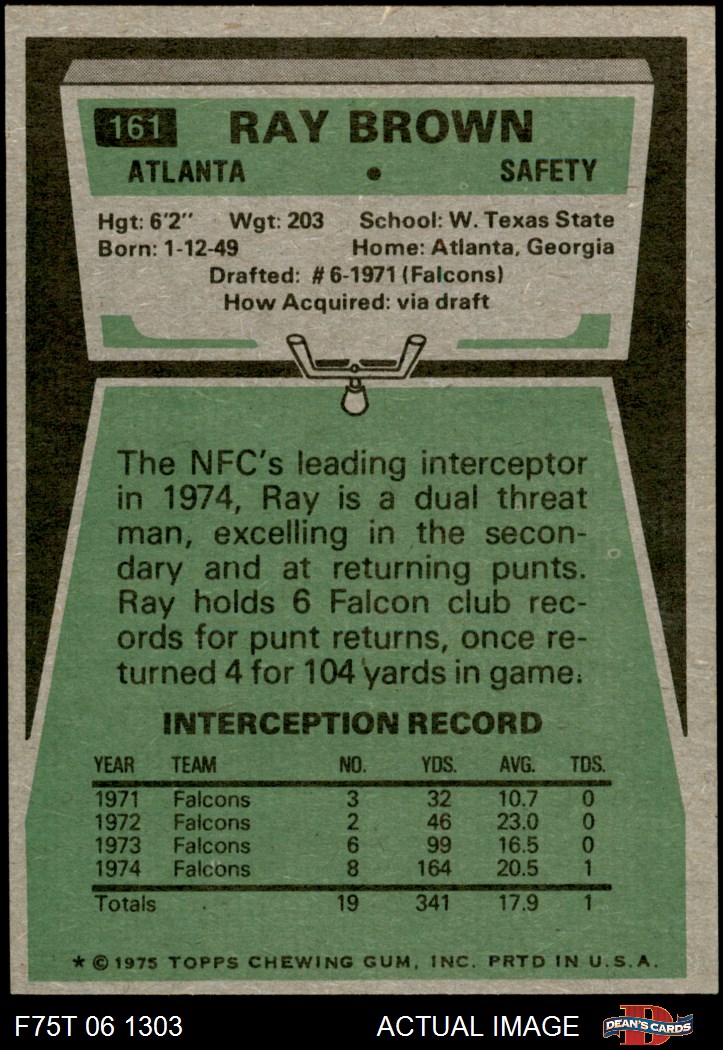 161 RAY BROWN
ATLANTA • SAFETY
Hgt: 6'2" Wgt: 203 School: W. Texas State
Born: 1-12-49 Home: Atlanta, Georgia
Drafted: #6-1971 (Falcons)
How Acquired: via draft
The NFC's leading interceptor
in 1974, Ray is a dual threat
man, excelling in the secon-
dary and at returning punts.
Ray holds 6 Falcon club rec-
ords for punt returns, once re-
turned 4 for 104 yards in game.
INTERCEPTION RECORD
YEAR TEAM NO. YDS. AVG. TDS.
1971 Falcons 3 32 10.7 0
1972 Falcons 2 46 23.0 0
1973 Falcons 6 99 16.5 0
1974 Falcons 8 164 20.5 1
Totals 19 341 17.9 1
* © 1975 TOPPS CHEWING GUM, INC. PRTD IN U.S.A.
F75T 06 1303 ACTUAL IMAGE D DEAN'S CARDS